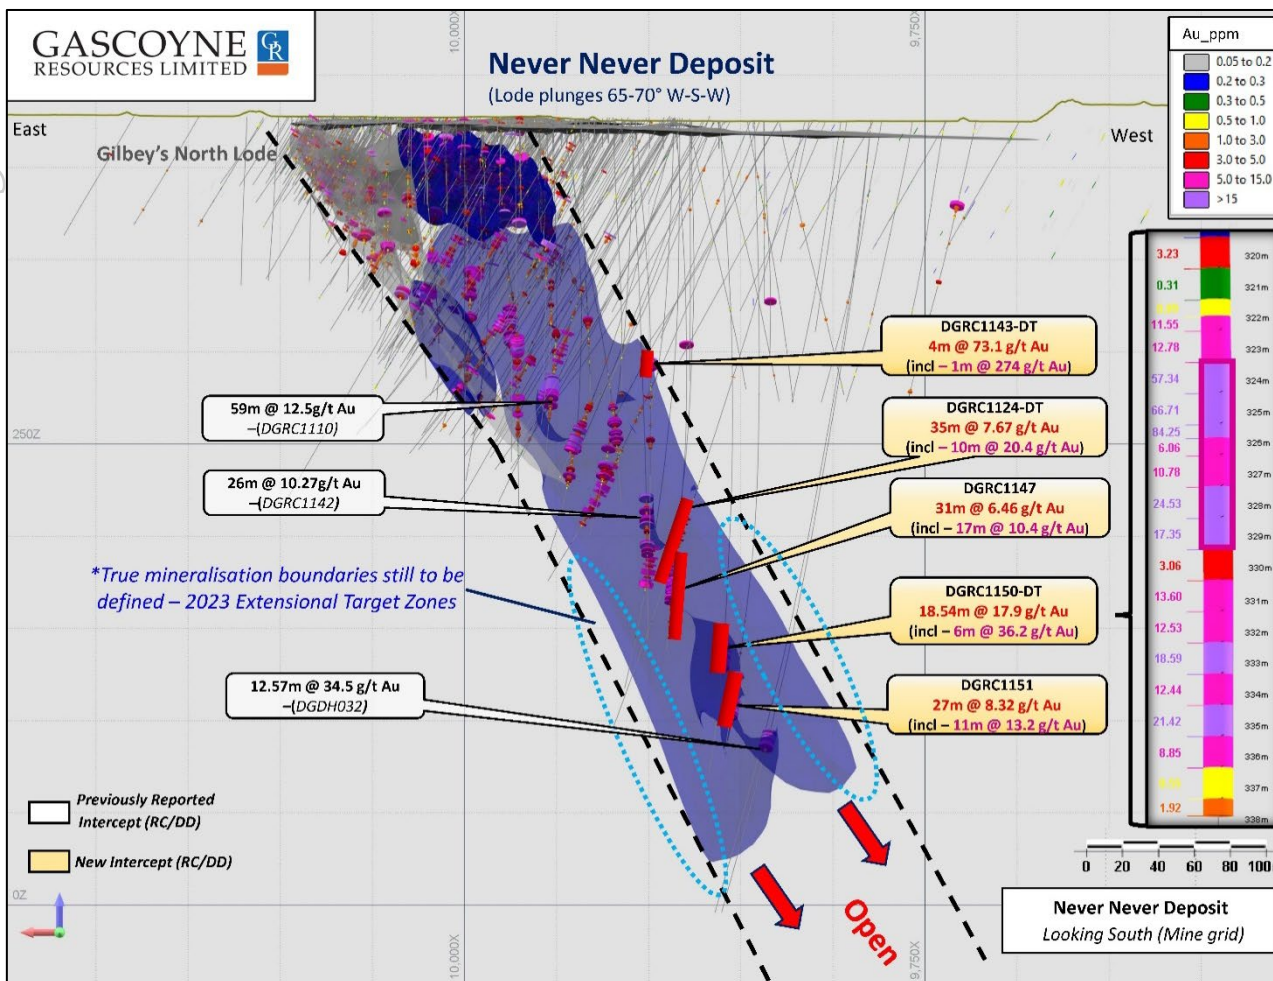 GASCOYNE
RESOURCES LIMITED
GR
Never Never Deposit
(Lode plunges 65-70° W-S-W)
10,000X
9,750X
East
West
Gilbey's North Lode
Au_ppm
0.05 to 0.2
0.2 to 0.3
0.3 to 0.5
0.5 to 1.0
1.0 to 3.0
3.0 to 5.0
5.0 to 15.0
>15
DGRC1143-DT
4m @ 73.1 g/t Au
(incl – 1m @ 274 g/t Au)
59m @ 12.5g/t Au
–(DGRC1110)
DGRC1124-DT
35m @ 7.67 g/t Au
(incl – 10m @ 20.4 g/t Au)
250Z
26m @ 10.27g/t Au
–(DGRC1142)
DGRC1147
31m @ 6.46 g/t Au
(incl – 17m @ 10.4 g/t Au)
*True mineralisation boundaries still to be
defined – 2023 Extensional Target Zones
DGRC1150-DT
18.54m @ 17.9 g/t Au
(incl – 6m @ 36.2 g/t Au)
12.57m @ 34.5 g/t Au
–(DGDH032)
DGRC1151
27m @ 8.32 g/t Au
(incl – 11m @ 13.2 g/t Au)
3.23
320m
0.31
321m
322m
11.55
12.78
323m
57.34
324m
66.71
325m
84.25
6.06
326m
10.78
327m
24.53
328m
17.35
329m
3.06
330m
13.60
331m
12.53
332m
18.59
333m
12.44
334m
21.42
335m
8.85
336m
337m
1.92
338m
Previously Reported
Intercept (RC/DD)
New Intercept (RC/DD)
0 20 40 60 80 100
0Z
Open
Never Never Deposit
Looking South (Mine grid)
10,000X
9,750X